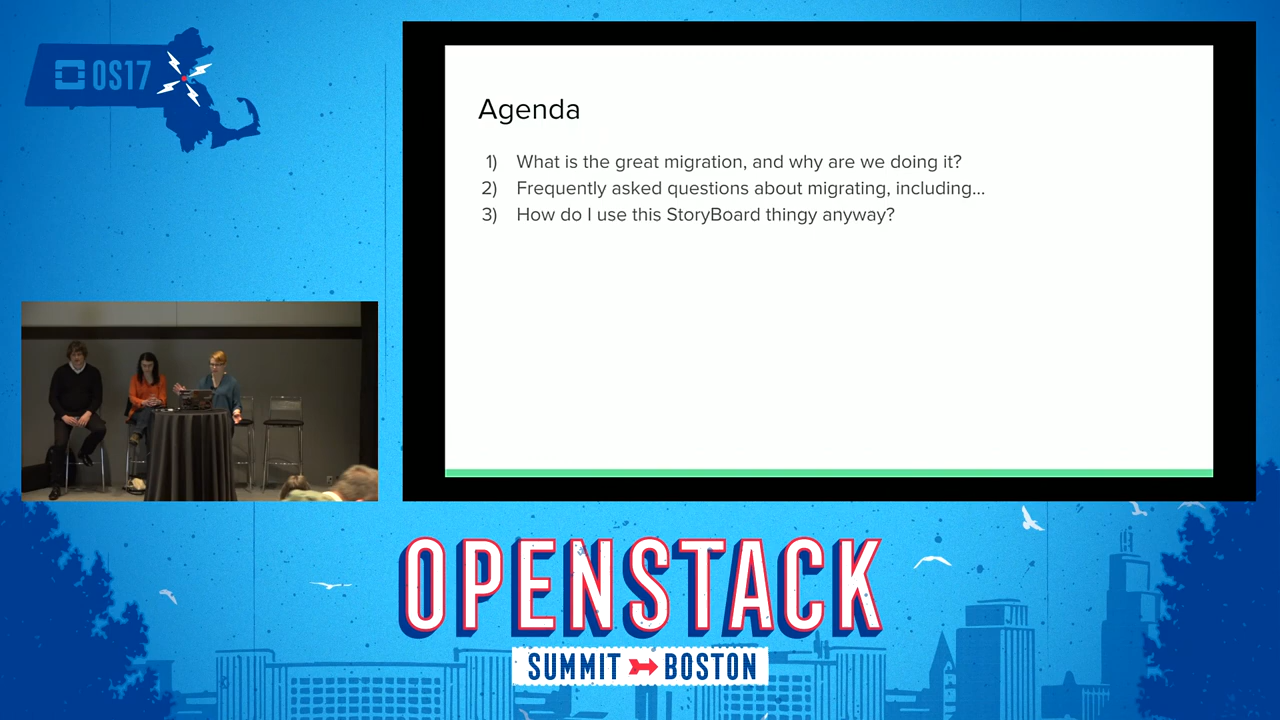 OS17
Agenda
1) What is the great migration, and why are we doing it?
2) Frequently asked questions about migrating, including...
3) How do I use this StoryBoard thingy anyway?
OPENSTACK
SUMMIT BOSTON